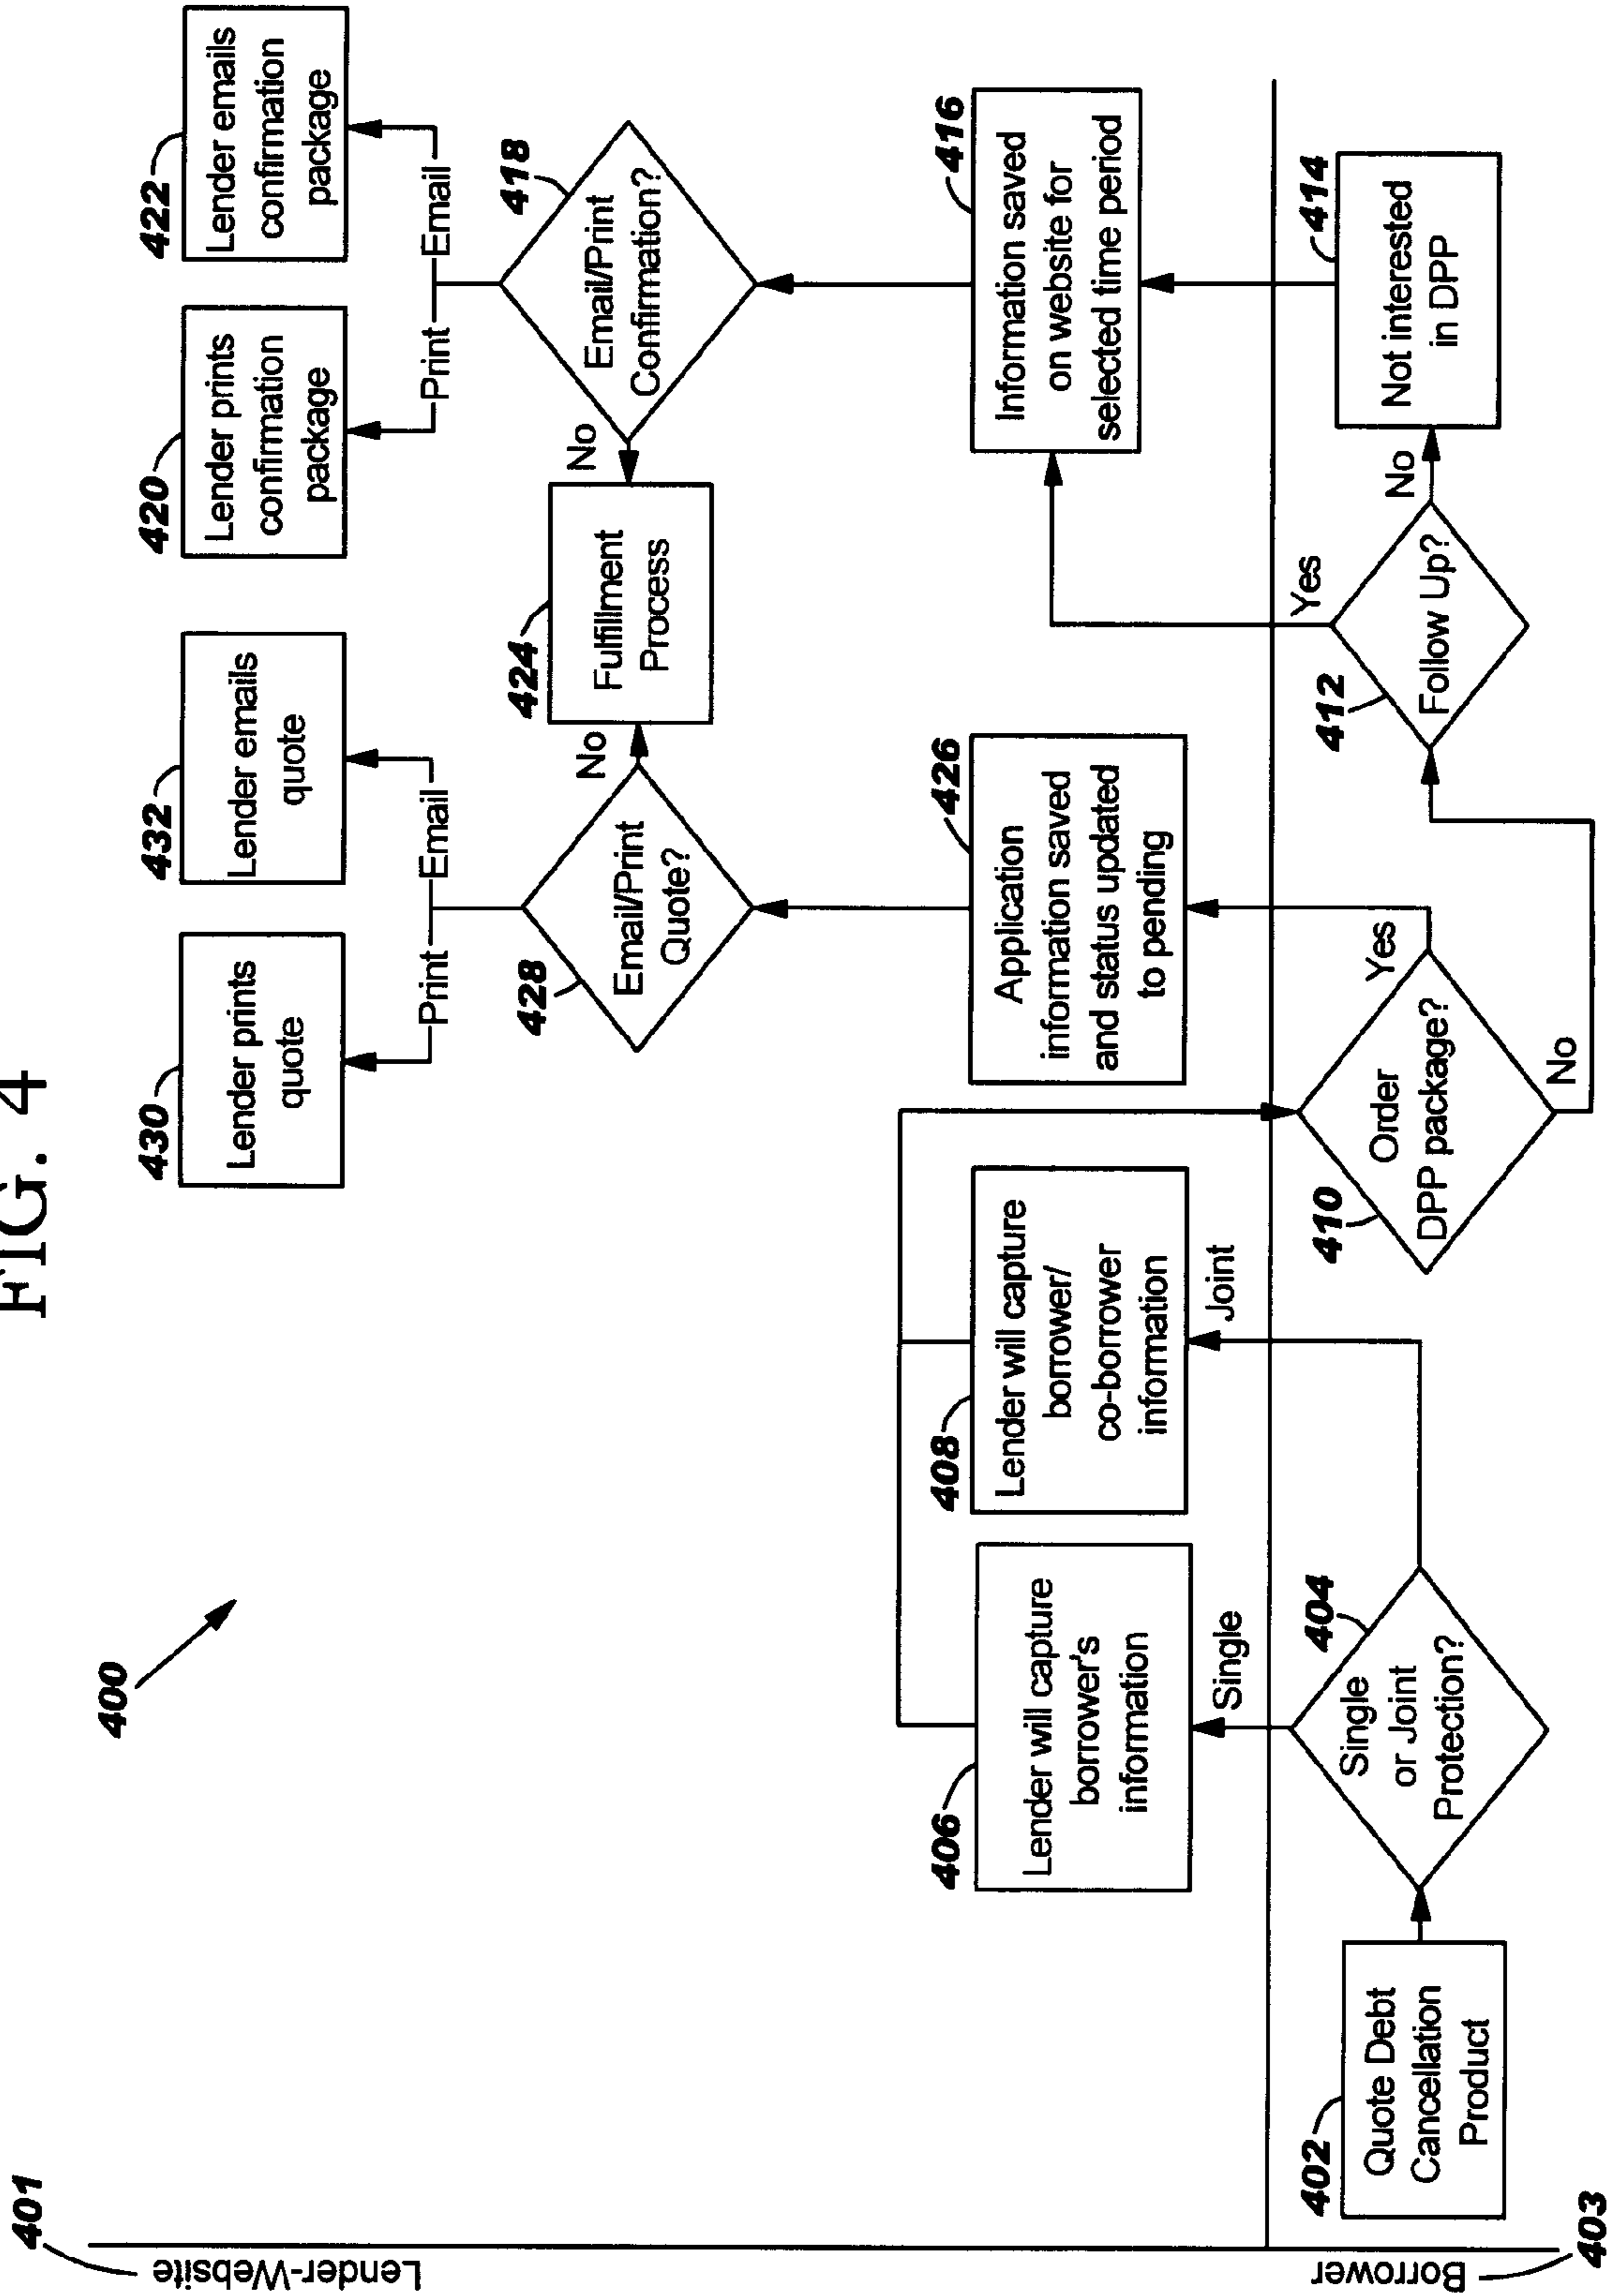 FIG. 4
400
401
Lender-Website
430
Lender prints
quote
432
Lender emails
quote
420
Lender prints
confirmation
package
422
Lender emails
confirmation
package
Print
Email
Print
Email
428
Email/Print
Quote?
No
424
Fulfillment
Process
No
418
Email/Print
Confirmation?
406
Lender will capture
borrower's
information
Single
408
Lender will capture
borrower/
co-borrower
information
Joint
426
Application
information saved
and status updated
to pending
416
Information saved
on website for
selected time period
403
Borrower
402
Quote Debt
Cancellation
Product
404
Single
or Joint
Protection?
410
Order
DPP package?
Yes
No
412
Follow Up?
Yes
No
414
Not interested
in DPP